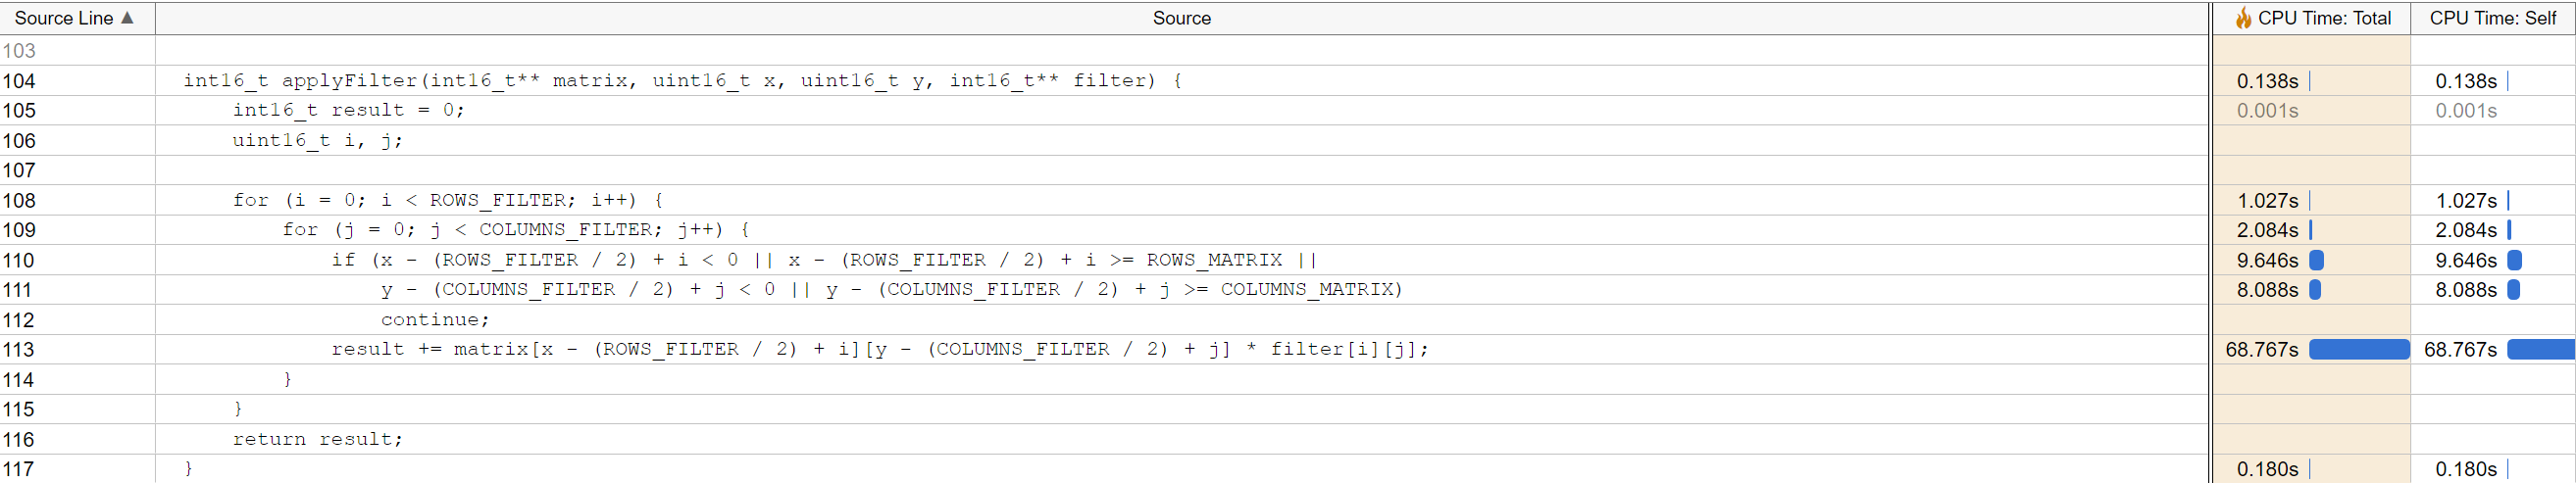 Source Line ▲ Source 🔥 CPU Time: Total CPU Time: Self
103
104 int16_t applyFilter(int16_t** matrix, uint16_t x, uint16_t y, int16_t** filter) { 0.138s 0.138s
105 int16_t result = 0; 0.001s 0.001s
106 uint16_t i, j;
107
108 for (i = 0; i < ROWS_FILTER; i++) { 1.027s 1.027s
109 for (j = 0; j < COLUMNS_FILTER; j++) { 2.084s 2.084s
110 if (x - (ROWS_FILTER / 2) + i < 0 || x - (ROWS_FILTER / 2) + i >= ROWS_MATRIX || 9.646s 9.646s
111 y - (COLUMNS_FILTER / 2) + j < 0 || y - (COLUMNS_FILTER / 2) + j >= COLUMNS_MATRIX) 8.088s 8.088s
112 continue;
113 result += matrix[x - (ROWS_FILTER / 2) + i][y - (COLUMNS_FILTER / 2) + j] * filter[i][j]; 68.767s 68.767s
114 }
115 }
116 return result;
117 } 0.180s 0.180s